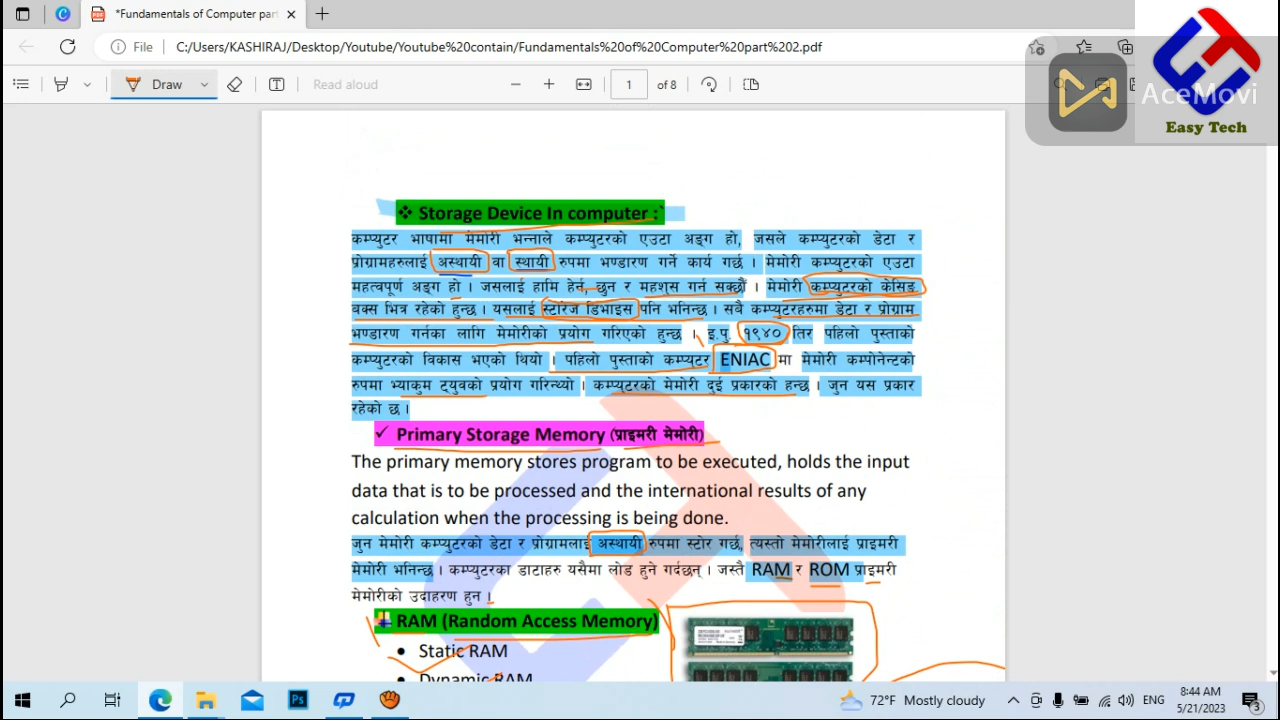 *Fundamentals of Computer part
File
C:/Users/KASHIRAJ/Desktop/Youtube/Youtube%20contain/Fundamentals%20of%20Computer%20part%202.pdf
Draw
Read aloud
1 of 8
AceMovi
Easy Tech
❖ Storage Device In computer :
कम्प्युटर भाषामा मेमोरी भन्नाले कम्प्युटरको एउटा अङ्ग हो, जसले कम्प्युटरको डेटा र
प्रोग्रामहरुलाई अस्थायी वा स्थायी रुपमा भण्डारण गर्ने कार्य गर्छ । मेमोरी कम्प्युटरको एउटा
महत्वपूर्ण अङ्ग हो । जसलाई हामि हेर्न, छुन र महशुस गर्न सक्छौं । मेमोरी कम्प्युटरको केसिङ
वक्स भित्र रहेको हुन्छ । यसलाई स्टोरेज डिभाइस पनि भनिन्छ । सबै कम्प्युटरहरुमा डेटा र प्रोग्राम
भण्डारण गर्नका लागि मेमोरीको प्रयोग गरिएको हुन्छ । इ.पु. १९४० तिर पहिलो पुस्ताको
कम्प्युटरको विकास भएको थियो । पहिलो पुस्ताको कम्प्युटर ENIAC मा मेमोरी कम्पोनेन्टको
रुपमा भ्याकुम ट्युवको प्रयोग गरिन्थ्यो । कम्प्युटरको मेमोरी दुई प्रकारको हन्छ । जुन यस प्रकार
रहेको छ ।
✓ Primary Storage Memory (प्राइमरी मेमोरी)
The primary memory stores program to be executed, holds the input
data that is to be processed and the international results of any
calculation when the processing is being done.
जुन मेमोरी कम्प्युटरको डेटा र प्रोग्रामलाई अस्थायी रुपमा स्टोर गर्छ, त्यस्तो मेमोरीलाई प्राइमरी
मेमोरी भनिन्छ । कम्प्युटरका डाटाहरु यसैमा लोड हुने गर्दछन् । जस्तै RAM र ROM प्राइमरी
मेमोरीको उदाहरण हुन ।
RAM (Random Access Memory)
• Static RAM
• Dynamic RAM
72°F Mostly cloudy
ENG
8:44 AM
5/21/2023
3